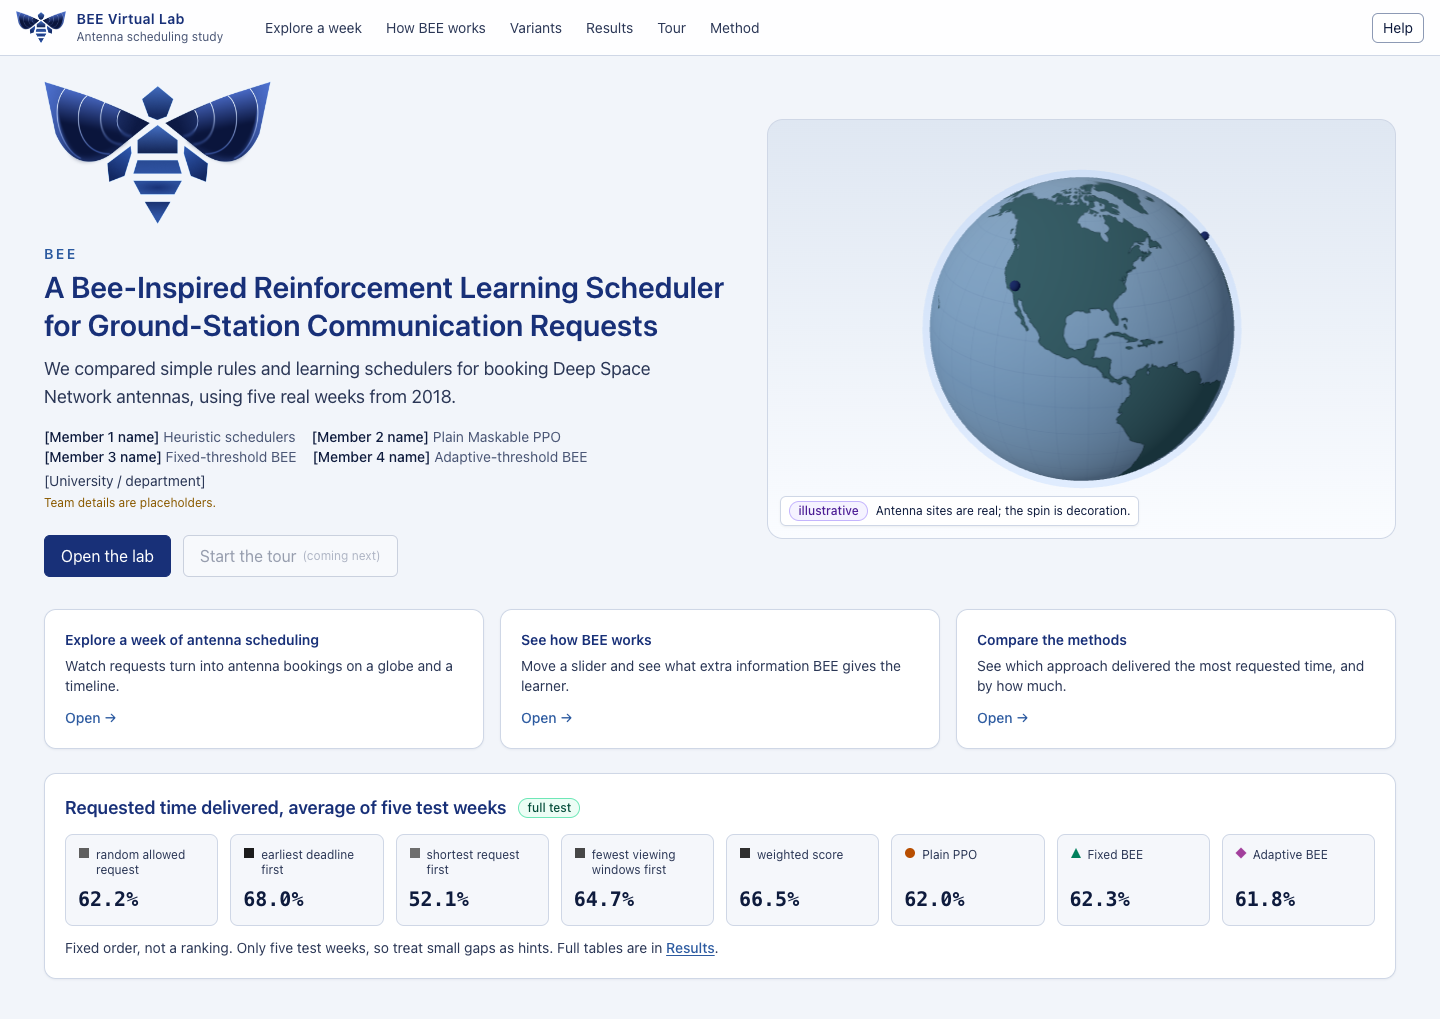 BEE Virtual Lab
Antenna scheduling study
Explore a week
How BEE works
Variants
Results
Tour
Method
Help
BEE
A Bee-Inspired Reinforcement Learning Scheduler
for Ground-Station Communication Requests
We compared simple rules and learning schedulers for booking Deep Space
Network antennas, using five real weeks from 2018.
[Member 1 name] Heuristic schedulers [Member 2 name] Plain Maskable PPO
[Member 3 name] Fixed-threshold BEE [Member 4 name] Adaptive-threshold BEE
[University / department]
Team details are placeholders.
Open the lab
Start the tour (coming next)
illustrative Antenna sites are real; the spin is decoration.
Explore a week of antenna scheduling
Watch requests turn into antenna bookings on a globe and a
timeline.
Open →
See how BEE works
Move a slider and see what extra information BEE gives the
learner.
Open →
Compare the methods
See which approach delivered the most requested time, and
by how much.
Open →
Requested time delivered, average of five test weeks full test
random allowed
request
62.2%
earliest deadline
first
68.0%
shortest request
first
52.1%
fewest viewing
windows first
64.7%
weighted score
66.5%
Plain PPO
62.0%
Fixed BEE
62.3%
Adaptive BEE
61.8%
Fixed order, not a ranking. Only five test weeks, so treat small gaps as hints. Full tables are in Results.